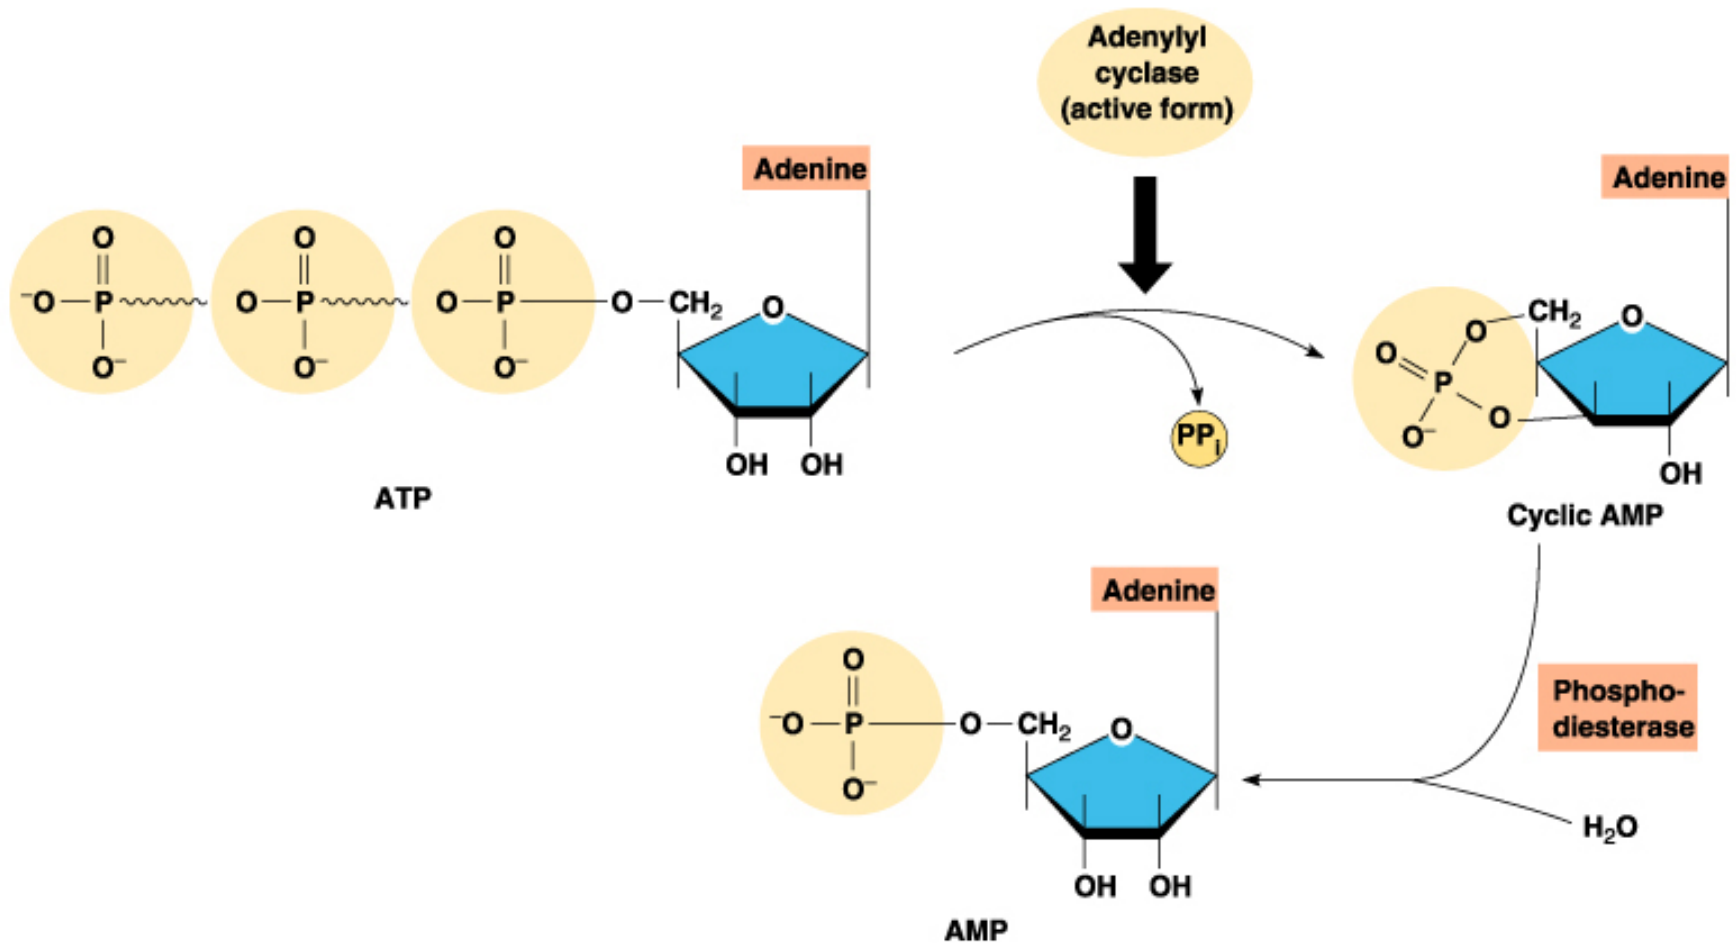 Adenylyl
cyclase
(active form)
Adenine
Adenine
O
O
O
⁻O P O P O P O CH₂ O
O⁻
O⁻
O⁻
OH OH
ATP
PPᵢ
O CH₂ O
O
P
O⁻
O
OH
Cyclic AMP
Adenine
O
⁻O P O CH₂ O
O⁻
OH OH
AMP
Phospho-
diesterase
H₂O